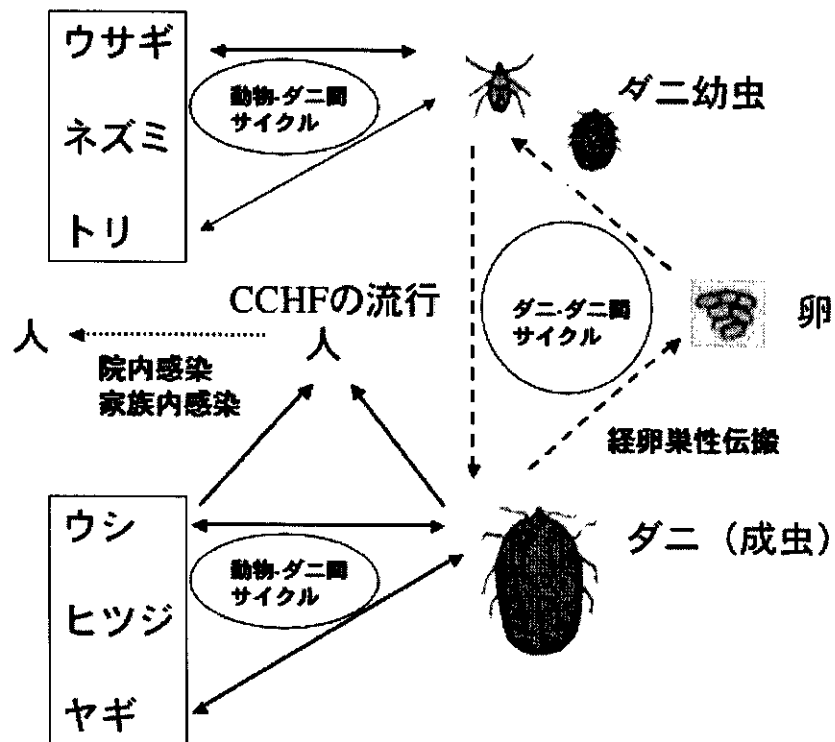 ウサギ
ネズミ
トリ
動物-ダニ間
サイクル
ダニ幼虫
CCHFの流行
人
人
院内感染
家族内感染
ダニ-ダニ間
サイクル
卵
経卵巣性伝搬
ウシ
ヒツジ
ヤギ
動物-ダニ間
サイクル
ダニ（成虫）